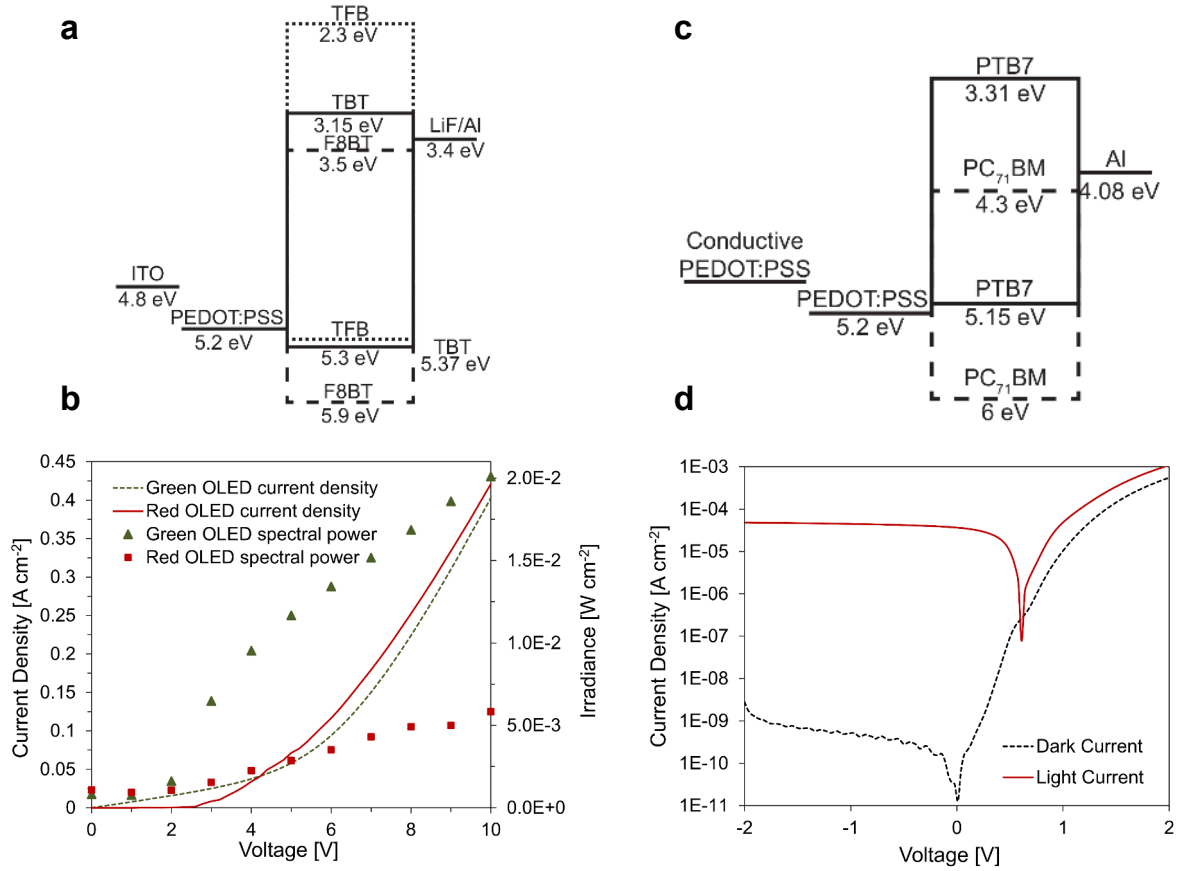 a
TFB
2.3 eV
TBT
3.15 eV
F8BT
3.5 eV
LiF/Al
3.4 eV
ITO
4.8 eV
PEDOT:PSS
5.2 eV
TFB
5.3 eV
TBT
5.37 eV
F8BT
5.9 eV
c
PTB7
3.31 eV
PC71BM
4.3 eV
Al
4.08 eV
Conductive
PEDOT:PSS
PEDOT:PSS
5.2 eV
PTB7
5.15 eV
PC71BM
6 eV
b
Current Density [A cm-2]
0.45
0.4
0.35
0.3
0.25
0.2
0.15
0.1
0.05
0
Green OLED current density
Red OLED current density
Green OLED spectral power
Red OLED spectral power
2.0E-2
1.5E-2
1.0E-2
5.0E-3
0.0E+0
Irradiance [W cm-2]
0 2 4 6 8 10
Voltage [V]
d
Current Density [A cm-2]
1E-03
1E-04
1E-05
1E-06
1E-07
1E-08
1E-09
1E-10
1E-11
Dark Current
Light Current
-2 -1 0 1 2
Voltage [V]